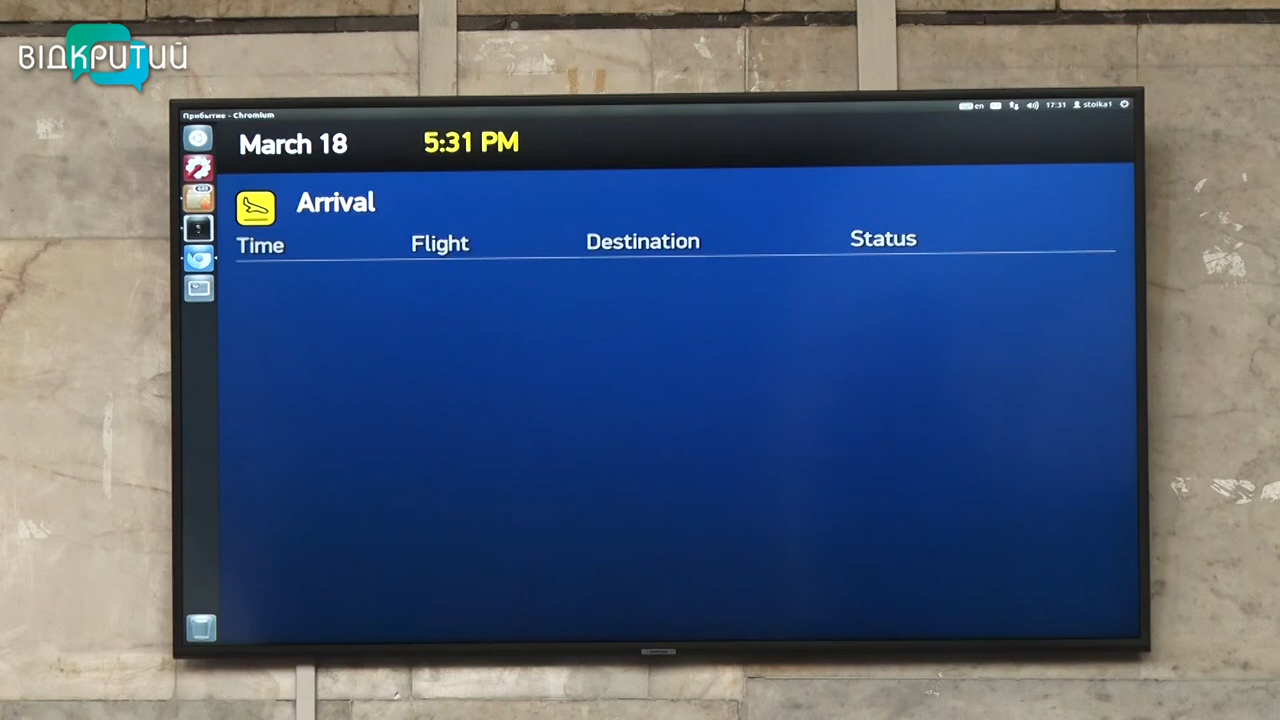 ВІДКРИТИЙ
Прибытие - Chromium
en
17:31
stoika1
March 18
5:31 PM
Arrival
Time
Flight
Destination
Status